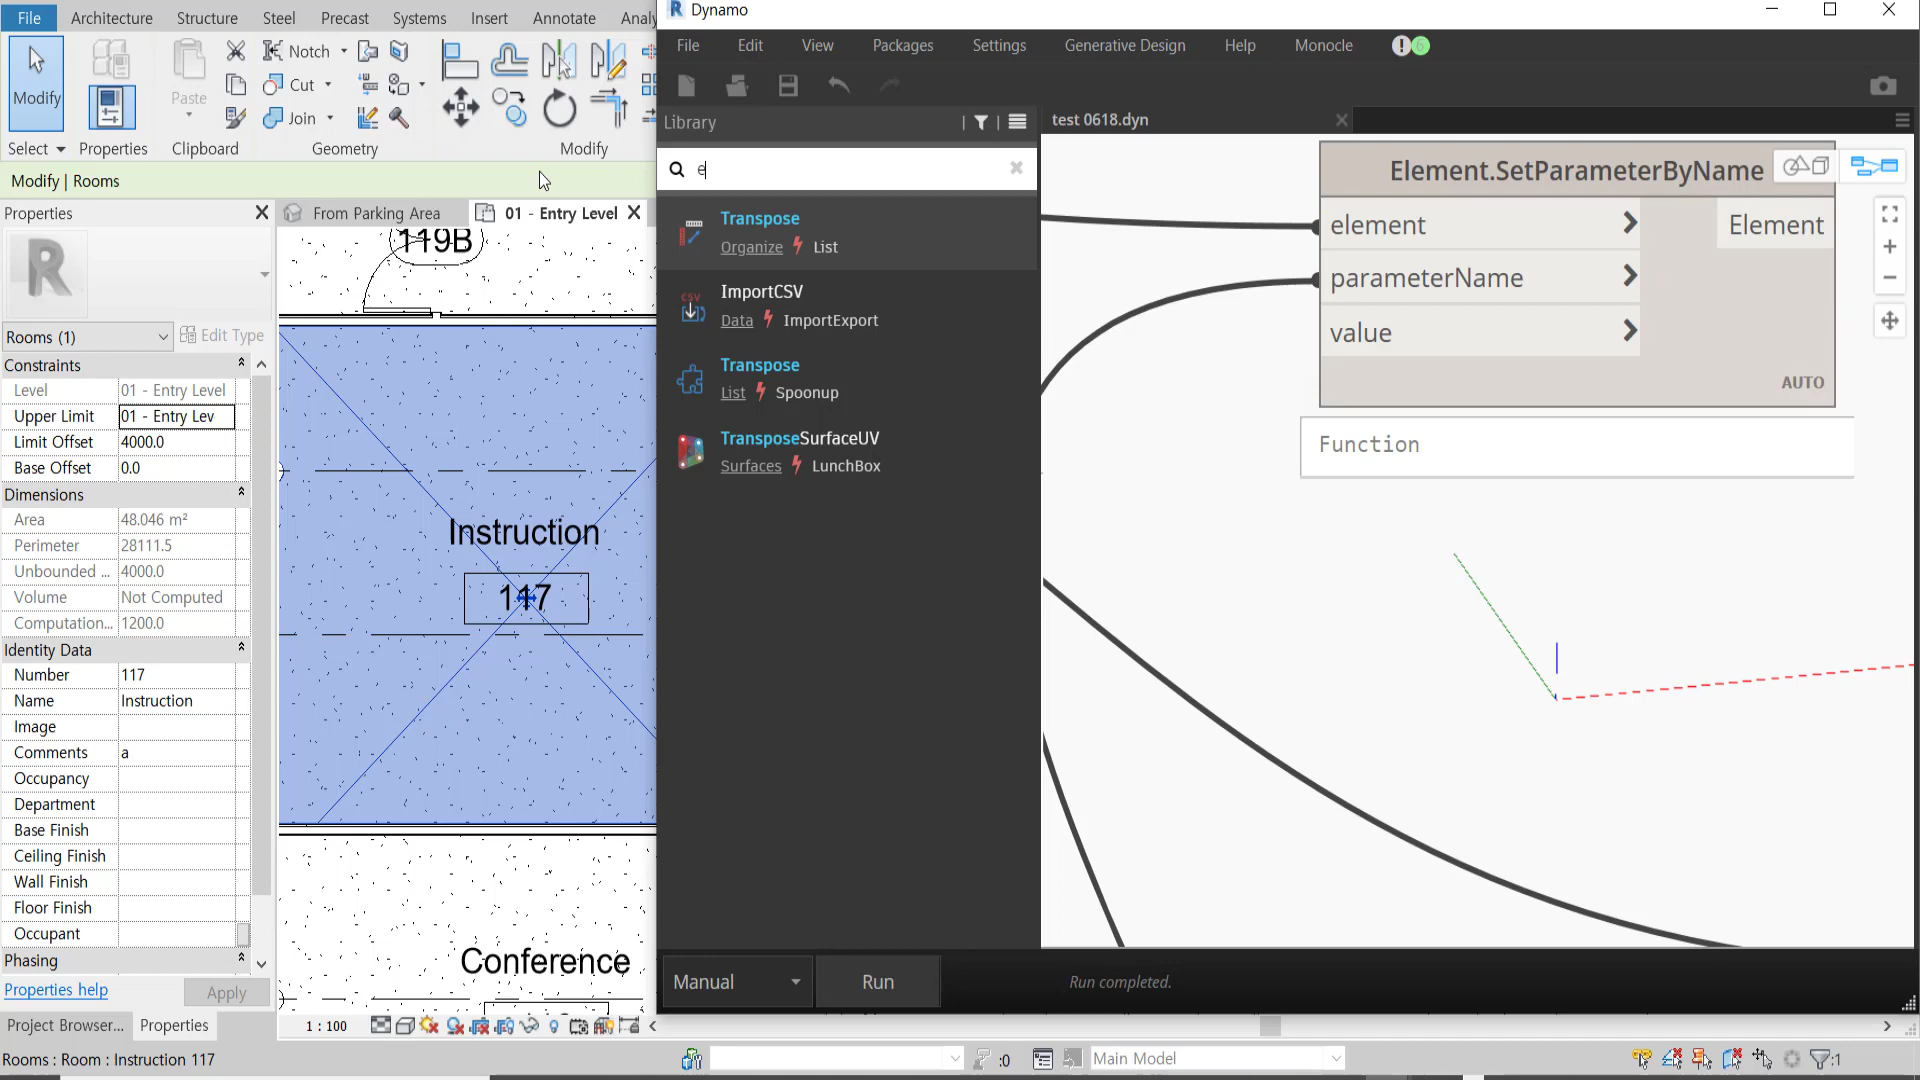 File Architecture Structure Steel Precast Systems Insert Annotate Analy
Modify
Paste
Notch
Cut
Join
Select Properties Clipboard Geometry Modify
Modify | Rooms
Properties
From Parking Area
01 - Entry Level
R
Rooms (1)
Edit Type
Constraints
Level 01 - Entry Level
Upper Limit 01 - Entry Lev
Limit Offset 4000.0
Base Offset 0.0
Dimensions
Area 48.046 m²
Perimeter 28111.5
Unbounded ... 4000.0
Volume Not Computed
Computation... 1200.0
Identity Data
Number 117
Name Instruction
Image
Comments a
Occupancy
Department
Base Finish
Ceiling Finish
Wall Finish
Floor Finish
Occupant
Phasing
Properties help
Apply
Project Browser... Properties
Rooms : Room : Instruction 117
119B
Instruction
117
Conference
1 : 100
Dynamo
File Edit View Packages Settings Generative Design Help Monocle
! 6
Library
test 0618.dyn
e
Transpose
Organize List
CSV
ImportCSV
Data ImportExport
Transpose
List Spoonup
TransposeSurfaceUV
Surfaces LunchBox
Element.SetParameterByName
element Element
parameterName
value
AUTO
Function
Manual Run Run completed.
:0
Main Model
:1